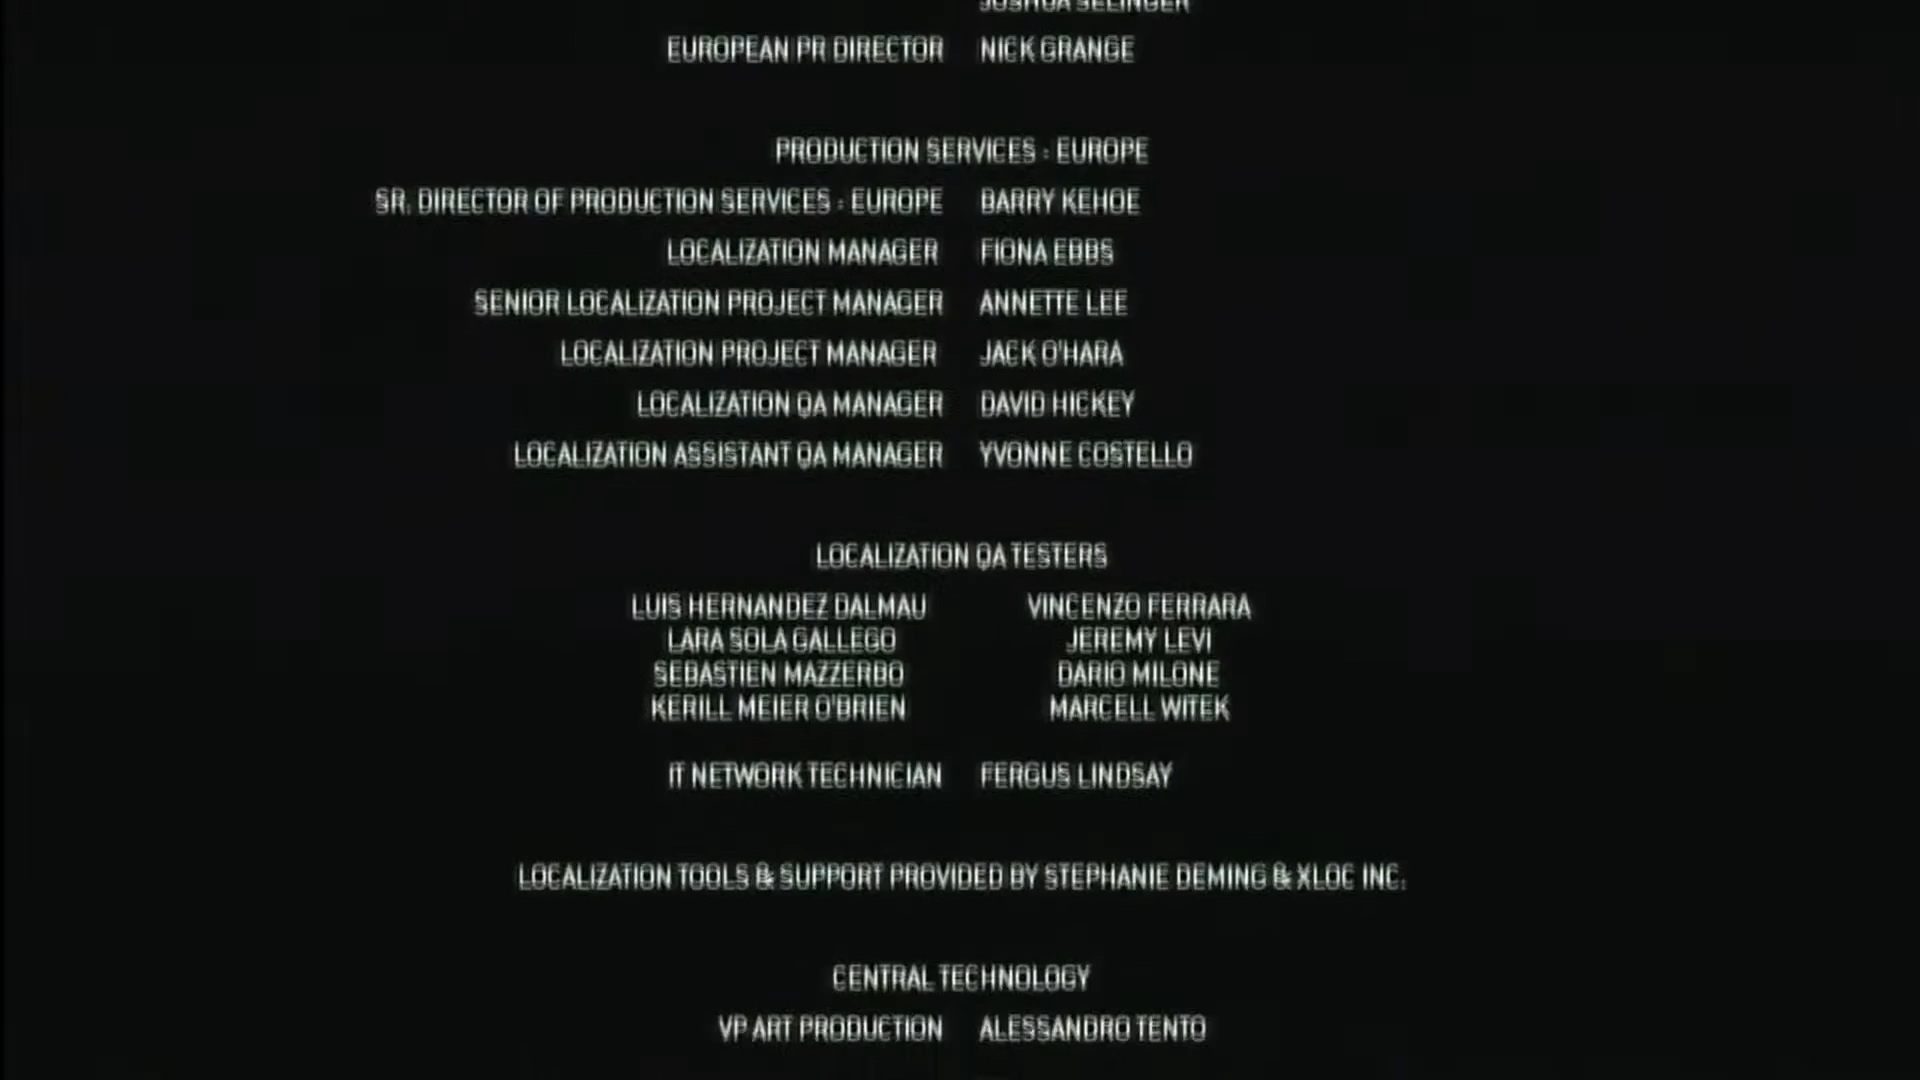 JOSHUA SELINGER
EUROPEAN PR DIRECTOR NICK GRANGE
PRODUCTION SERVICES - EUROPE
SR. DIRECTOR OF PRODUCTION SERVICES - EUROPE BARRY KEHOE
LOCALIZATION MANAGER FIONA EBBS
SENIOR LOCALIZATION PROJECT MANAGER ANNETTE LEE
LOCALIZATION PROJECT MANAGER JACK O'HARA
LOCALIZATION QA MANAGER DAVID HICKEY
LOCALIZATION ASSISTANT QA MANAGER YVONNE COSTELLO
LOCALIZATION QA TESTERS
LUIS HERNANDEZ DALMAU VINCENZO FERRARA
LARA SOLA GALLEGO JEREMY LEVI
SEBASTIEN MAZZERBO DARIO MILONE
KERILL MEIER O'BRIEN MARCELL WITEK
IT NETWORK TECHNICIAN FERGUS LINDSAY
LOCALIZATION TOOLS & SUPPORT PROVIDED BY STEPHANIE DEMING & XLOC INC.
CENTRAL TECHNOLOGY
VP ART PRODUCTION ALESSANDRO TENTO